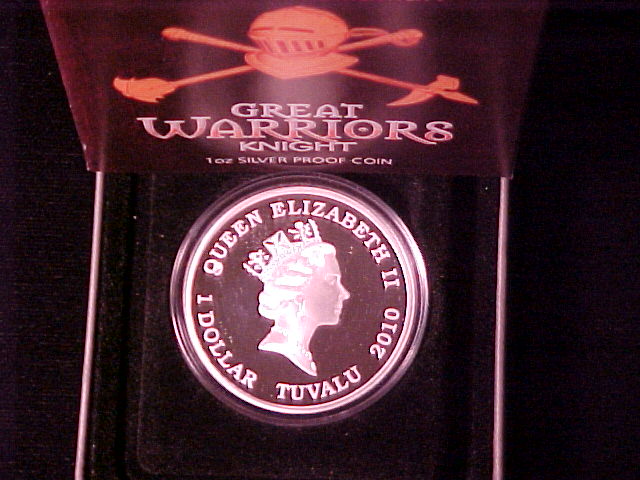 GREAT
WARRIORS
KNIGHT
1oz SILVER PROOF COIN
QUEEN ELIZABETH II
1 DOLLAR TUVALU 2010